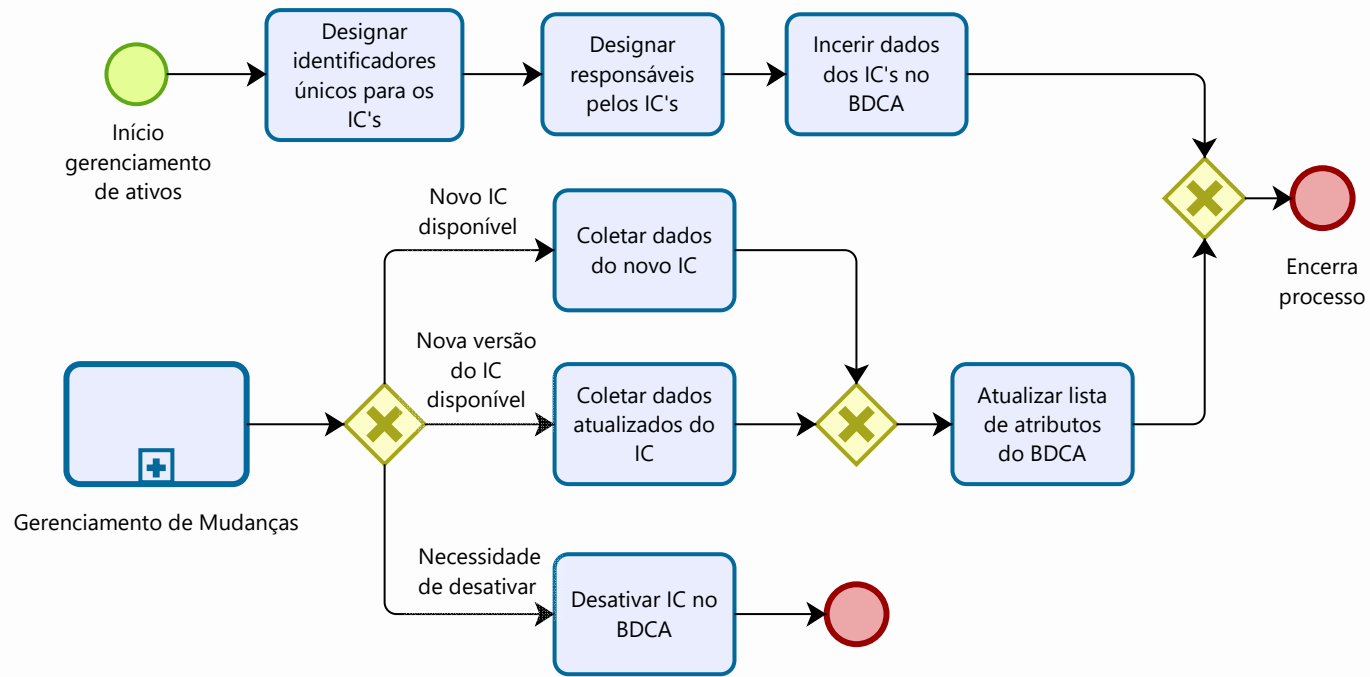 Designar
identificadores
únicos para os
IC's
Designar
responsáveis
pelos IC's
Incerir dados
dos IC's no
BDCA
Início
gerenciamento
de ativos
Novo IC
disponível
Coletar dados
do novo IC
Encerra
processo
Nova versão
do IC
disponível
Coletar dados
atualizados do
IC
Atualizar lista
de atributos
do BDCA
Gerenciamento de Mudanças
Necessidade
de desativar
Desativar IC no
BDCA